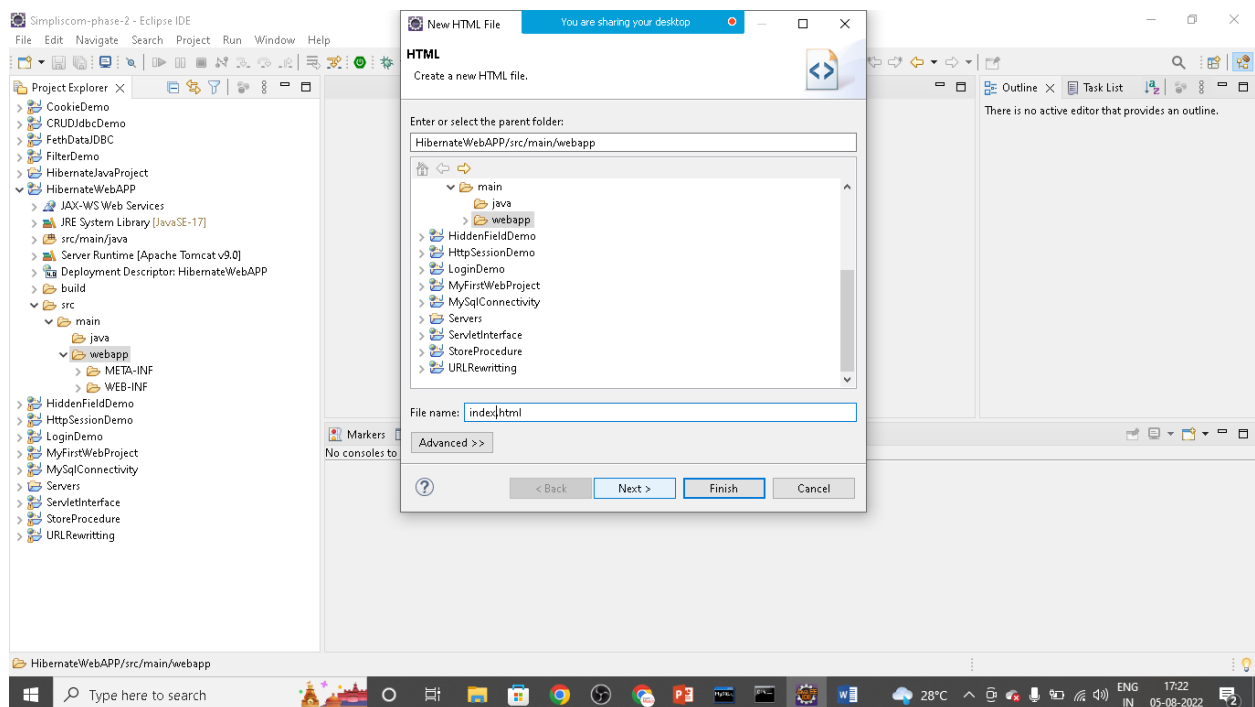 Simpliscom-phase-2 - Eclipse IDE
File Edit Navigate Search Project Run Window Help
Project Explorer
CookieDemo
CRUDJdbcDemo
FethDataJDBC
FilterDemo
HibernateJavaProject
HibernateWebAPP
JAX-WS Web Services
JRE System Library [JavaSE-17]
src/main/java
Server Runtime [Apache Tomcat v9.0]
Deployment Descriptor: HibernateWebAPP
build
src
main
java
webapp
META-INF
WEB-INF
HiddenFieldDemo
HttpSessionDemo
LoginDemo
MyFirstWebProject
MySqlConnectivity
Servers
ServletInterface
StoreProcedure
URLRewritting
New HTML File
You are sharing your desktop
HTML
Create a new HTML file.
Enter or select the parent folder:
HibernateWebAPP/src/main/webapp
main
java
webapp
HiddenFieldDemo
HttpSessionDemo
LoginDemo
MyFirstWebProject
MySqlConnectivity
Servers
ServletInterface
StoreProcedure
URLRewritting
File name: index.html
Advanced >>
< Back Next > Finish Cancel
Outline Task List
There is no active editor that provides an outline.
Markers
No consoles to
HibernateWebAPP/src/main/webapp
Type here to search
28°C
ENG
IN
17:22
05-08-2022
2